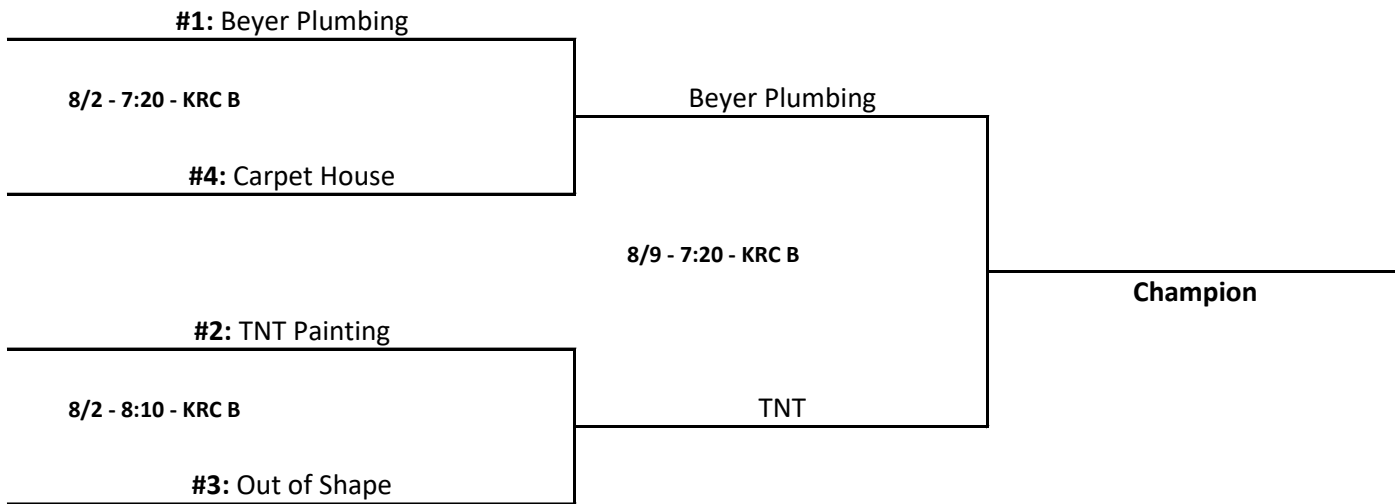 #1: Beyer Plumbing
8/2 - 7:20 - KRC B
Beyer Plumbing
#4: Carpet House
8/9 - 7:20 - KRC B
Champion
#2: TNT Painting
8/2 - 8:10 - KRC B
TNT
#3: Out of Shape